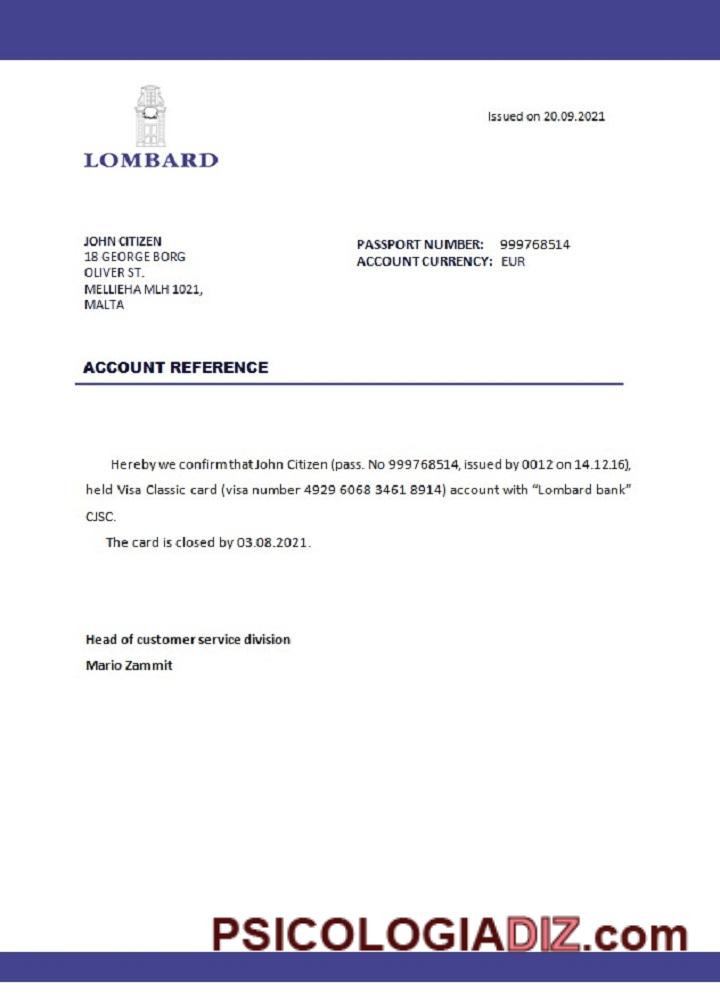 Issued on 20.09.2021
LOMBARD
JOHN CITIZEN
18 GEORGE BORG
OLIVER ST.
MELLIEHA MLH 1021,
MALTA
PASSPORT NUMBER: 999768514
ACCOUNT CURRENCY: EUR
ACCOUNT REFERENCE
Hereby we confirm that John Citizen (pass. No 999768514, issued by 0012 on 14.12.16),
held Visa Classic card (visa number 4929 6068 3461 8914) account with “Lombard bank”
CJSC.
The card is closed by 03.08.2021.
Head of customer service division
Mario Zammit
PSICOLOGIADIZ.com